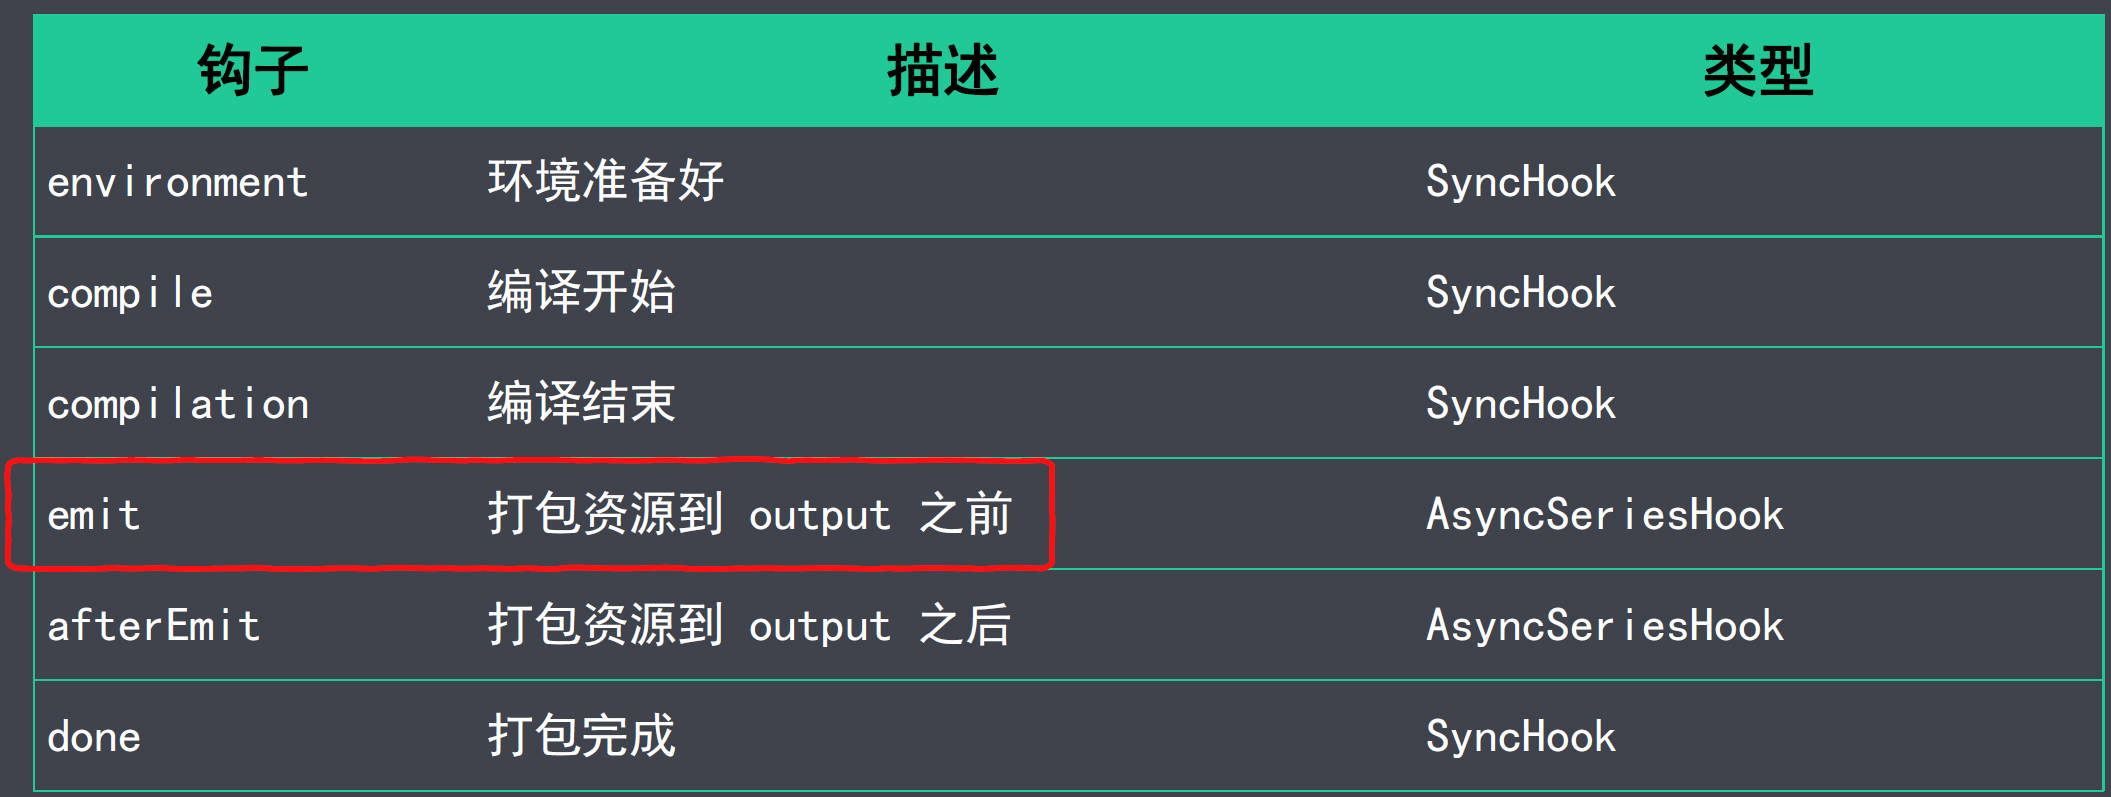 钩子 描述 类型
environment 环境准备好 SyncHook
compile 编译开始 SyncHook
compilation 编译结束 SyncHook
emit 打包资源到 output 之前 AsyncSeriesHook
afterEmit 打包资源到 output 之后 AsyncSeriesHook
done 打包完成 SyncHook